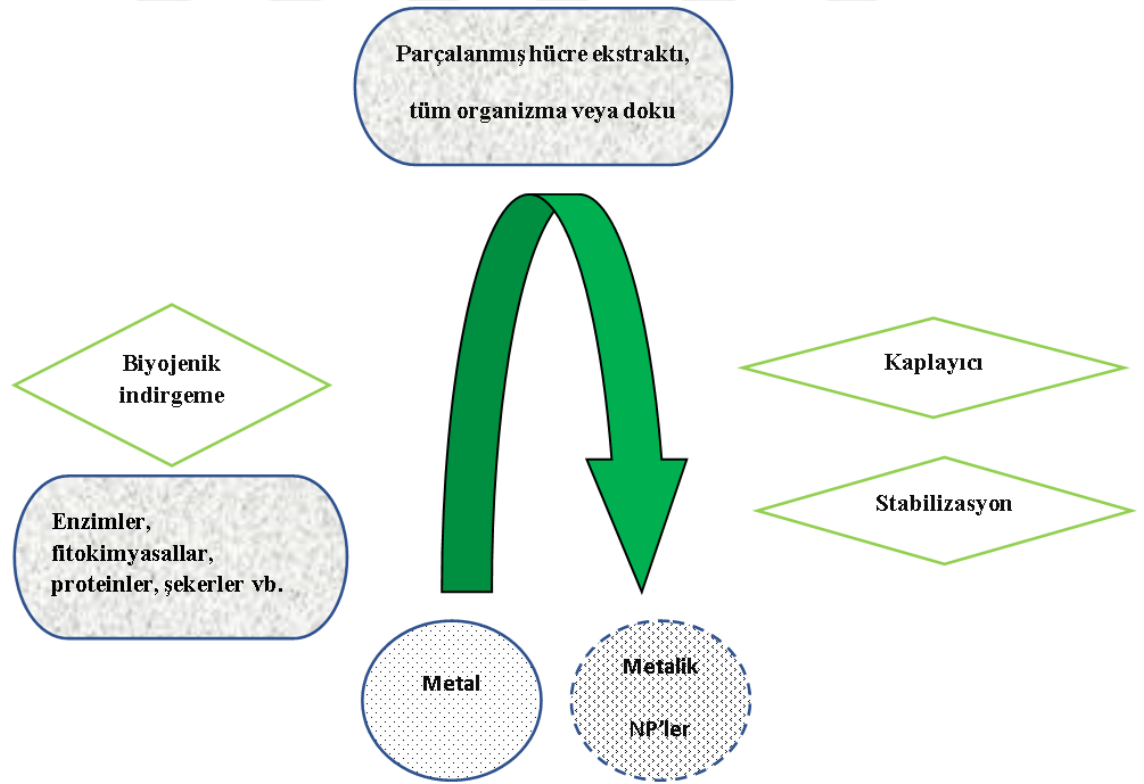 Parçalanmış hücre ekstraktı,
tüm organizma veya doku
Biyojenik
indirgeme
Enzimler,
fitokimyasallar,
proteinler, şekerler vb.
Kaplayıcı
Stabilizasyon
Metal
Metalik
NP'ler